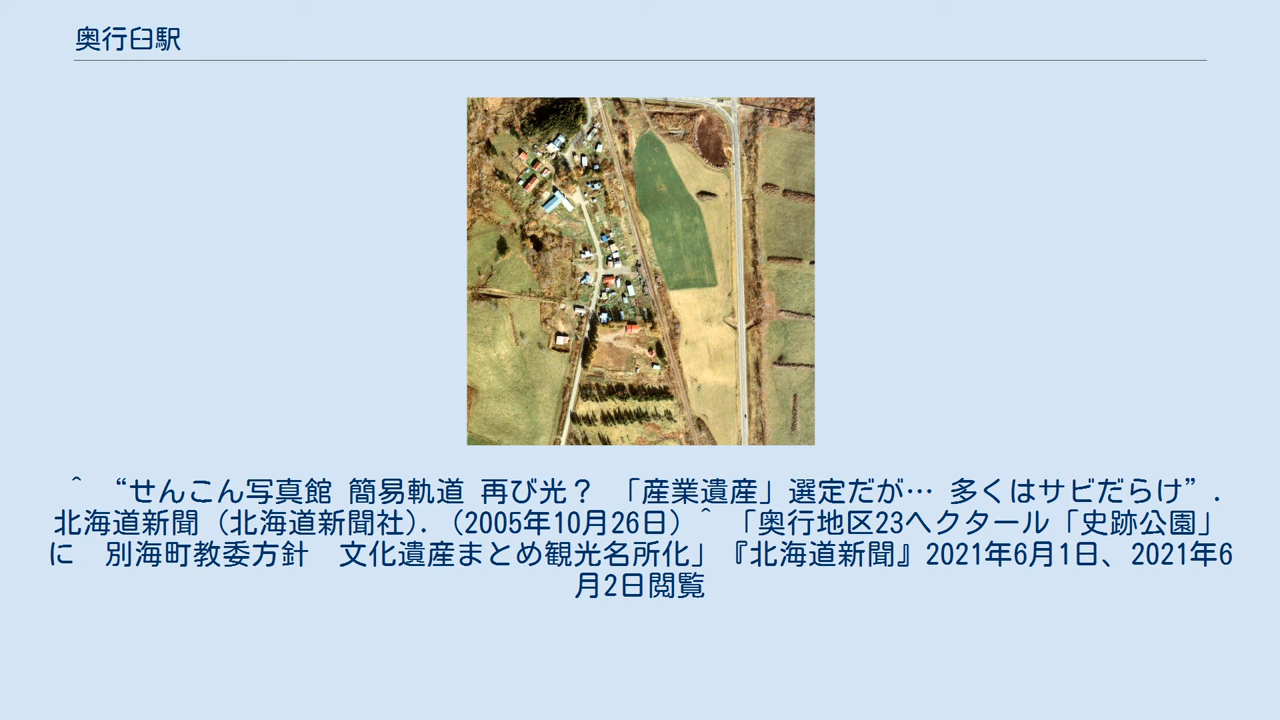 奥行臼駅
^ “せんこん写真館 簡易軌道 再び光？ 「産業遺産」選定だが… 多くはサビだらけ”.
北海道新聞 (北海道新聞社). (2005年10月26日) ^ 「奥行地区23ヘクタール「史跡公園」
に　別海町教委方針　文化遺産まとめ観光名所化」『北海道新聞』2021年6月1日、2021年6
月2日閲覧